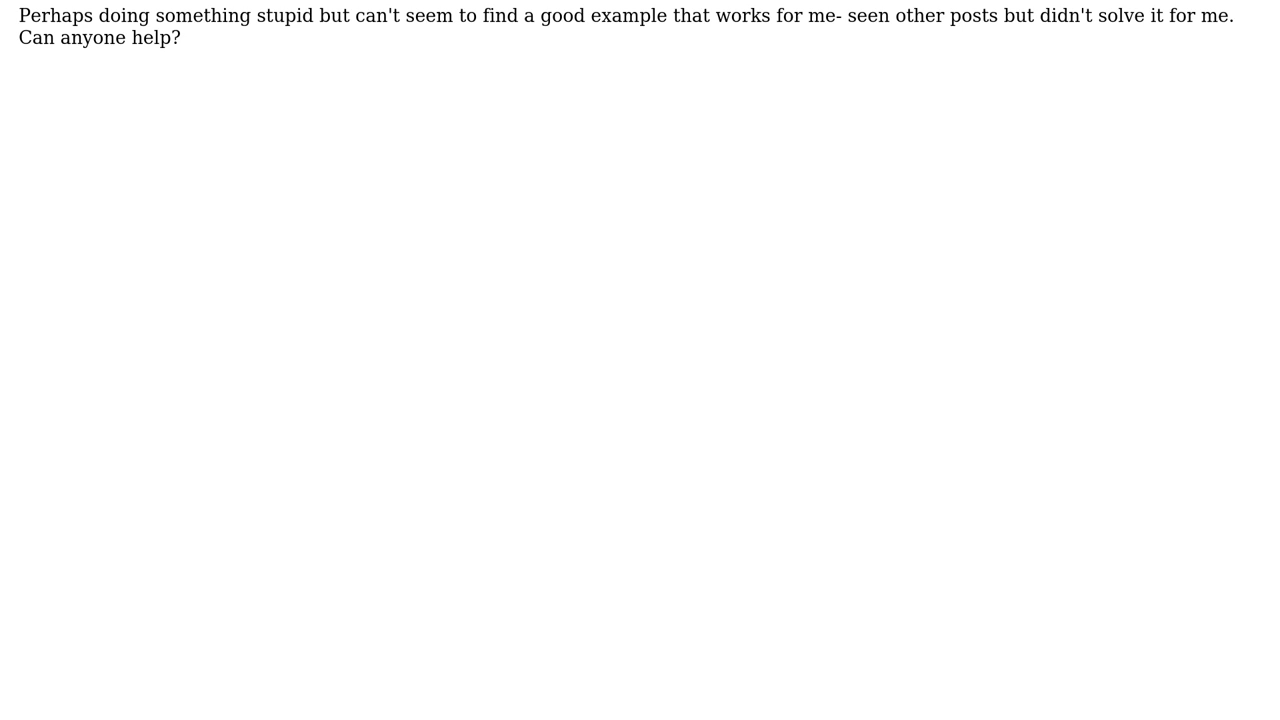 Perhaps doing something stupid but can't seem to find a good example that works for me- seen other posts but didn't solve it for me.
Can anyone help?